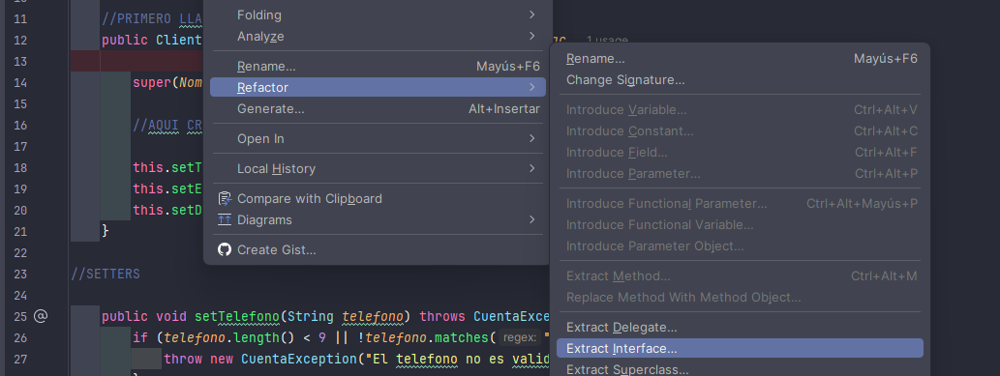 10
11 //PRIMERO LLA
12 public Client
13
14 super(Nom
15
16 //AQUI CR
17
18 this.setT
19 this.setE
20 this.setD
21 }
22
23 //SETTERS
24
25 @ public void setTelefono(String telefono) throws CuentaExce
26 if (telefono.length() < 9 || !telefono.matches( regex: "
27 throw new CuentaException("El telefono no es valid
Folding
Analyze
Rename... Mayús+F6
Refactor
Generate... Alt+Insertar
Open In
Local History
Compare with Clipboard
Diagrams
Create Gist...
1 usage
Rename... Mayús+F6
Change Signature...
Introduce Variable... Ctrl+Alt+V
Introduce Constant... Ctrl+Alt+C
Introduce Field... Ctrl+Alt+F
Introduce Parameter... Ctrl+Alt+P
Introduce Functional Parameter... Ctrl+Alt+Mayús+P
Introduce Functional Variable...
Introduce Parameter Object...
Extract Method... Ctrl+Alt+M
Replace Method With Method Object...
Extract Delegate...
Extract Interface...
Extract Superclass...